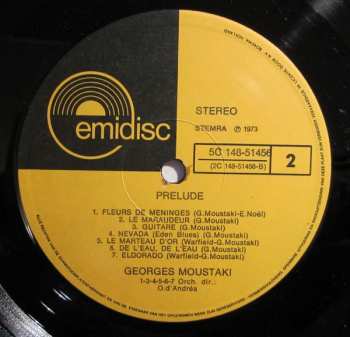 emidisc
STEREO
STEMRA ℗ 1973
5C 148-51456
(2C 148-51456-B)
2
PRELUDE
1. FLEURS DE MENINGES (G.Moustaki-E.Noël)
2. LE MARAUDEUR (G.Moustaki)
3. GUITARE (G.Moustaki)
4. NEVADA (Eden Blues) (G.Moustaki)
5. LE MARTEAU D'OR (Warfield-G.Moustaki)
6. DE L'EAU, DE L'EAU (G.Moustaki)
7. ELDORADO (Warfield-G.Moustaki)
GEORGES MOUSTAKI
1-3-4-5-6-7 Orch. dir.:
O.d'Andréa